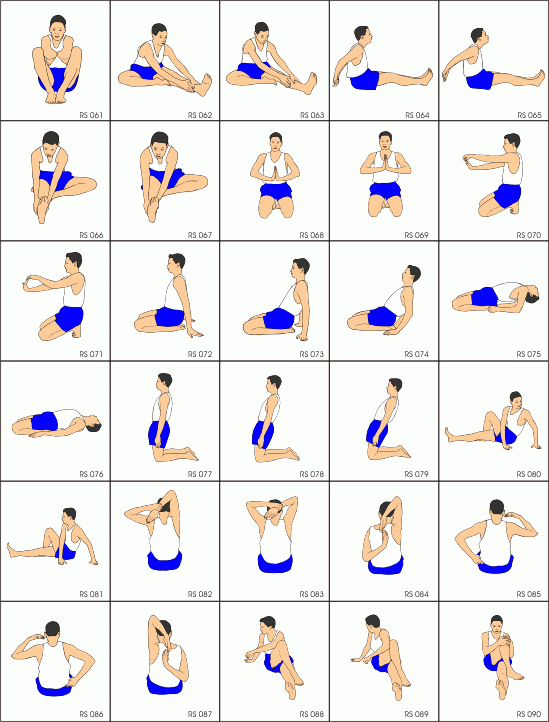 RS 061
RS 062
RS 063
RS 064
RS 065
RS 066
RS 067
RS 068
RS 069
RS 070
RS 071
RS 072
RS 073
RS 074
RS 075
RS 076
RS 077
RS 078
RS 079
RS 080
RS 081
RS 082
RS 083
RS 084
RS 085
RS 086
RS 087
RS 088
RS 089
RS 090